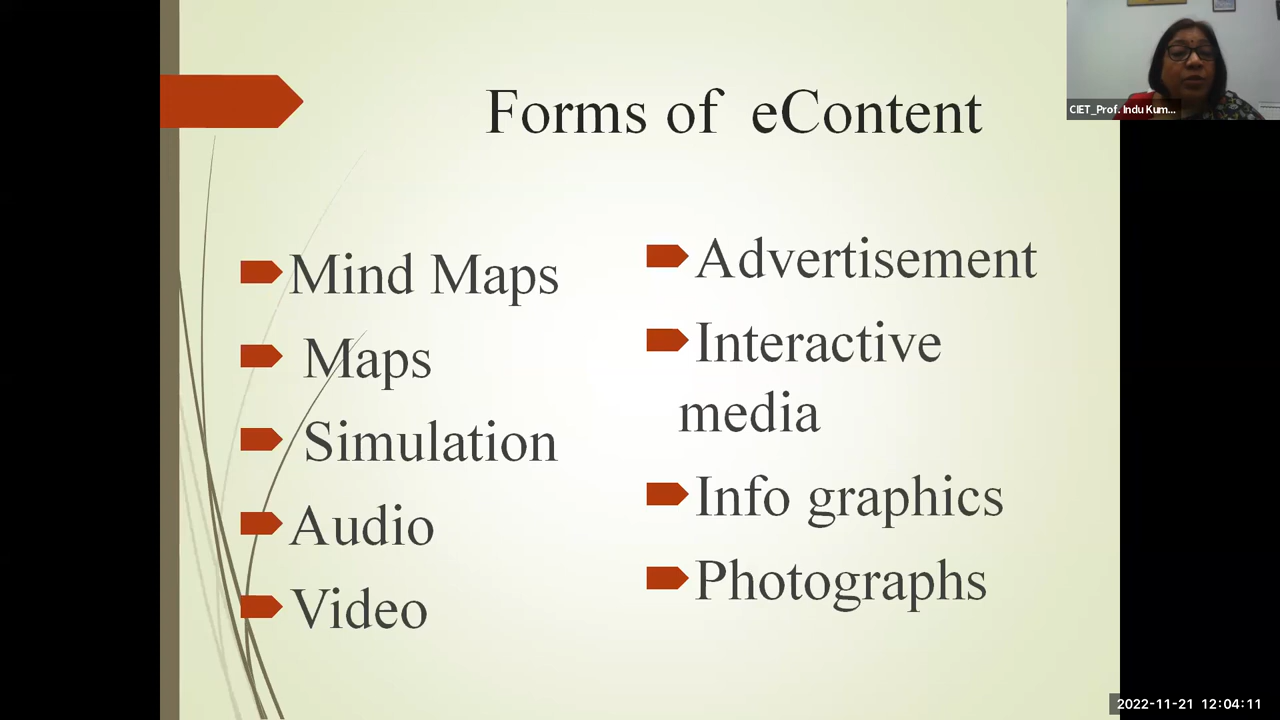 Forms of eContent
Mind Maps
Maps
Simulation
Audio
Video
Advertisement
Interactive
media
Info graphics
Photographs
CIET_Prof. Indu Kum...
2022-11-21 12:04:11